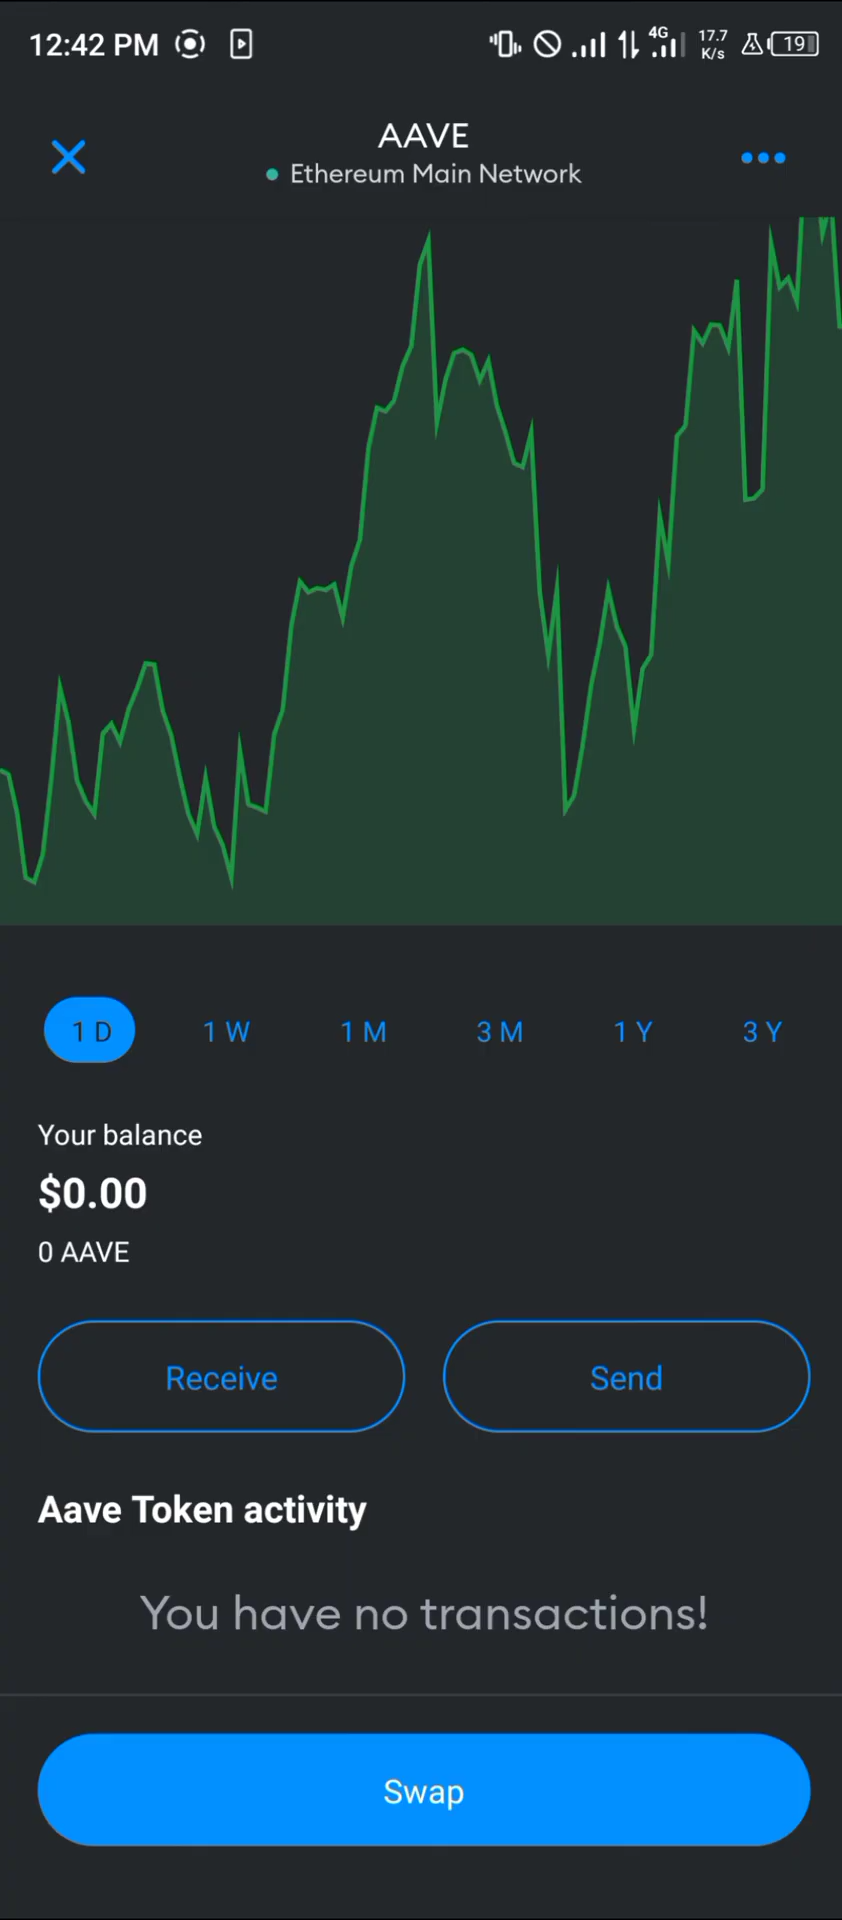 12:42 PM
4G
17.7
K/s
19
AAVE
Ethereum Main Network
1 D
1 W
1 M
3 M
1 Y
3 Y
Your balance
$0.00
0 AAVE
Receive
Send
Aave Token activity
You have no transactions!
Swap